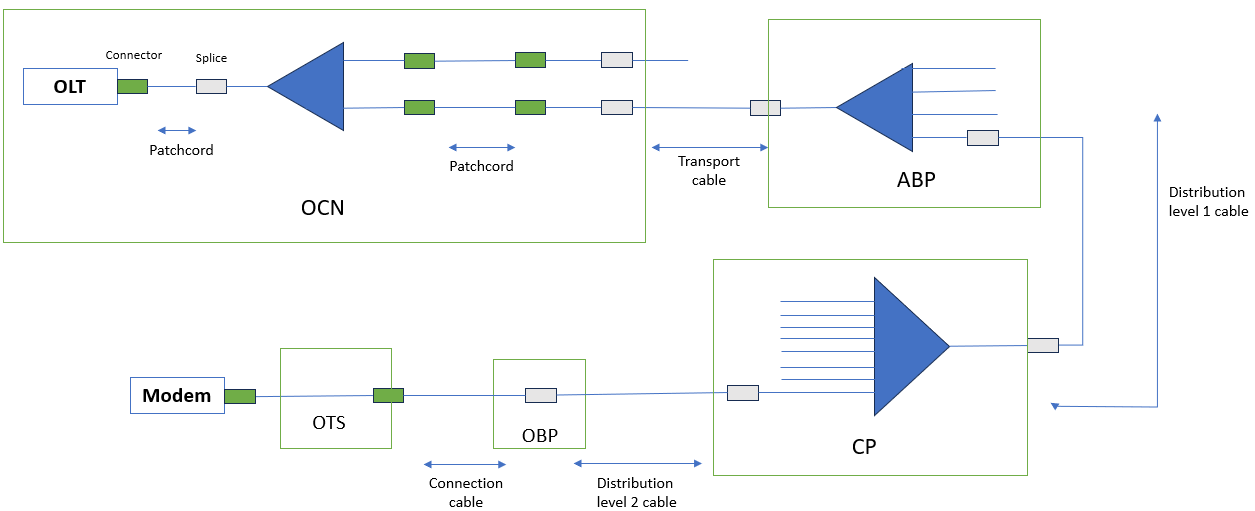 Connector
Splice
OLT
Patchcord
Patchcord
OCN
Transport
cable
ABP
Distribution
level 1 cable
Modem
OTS
OBP
CP
Connection
cable
Distribution
level 2 cable